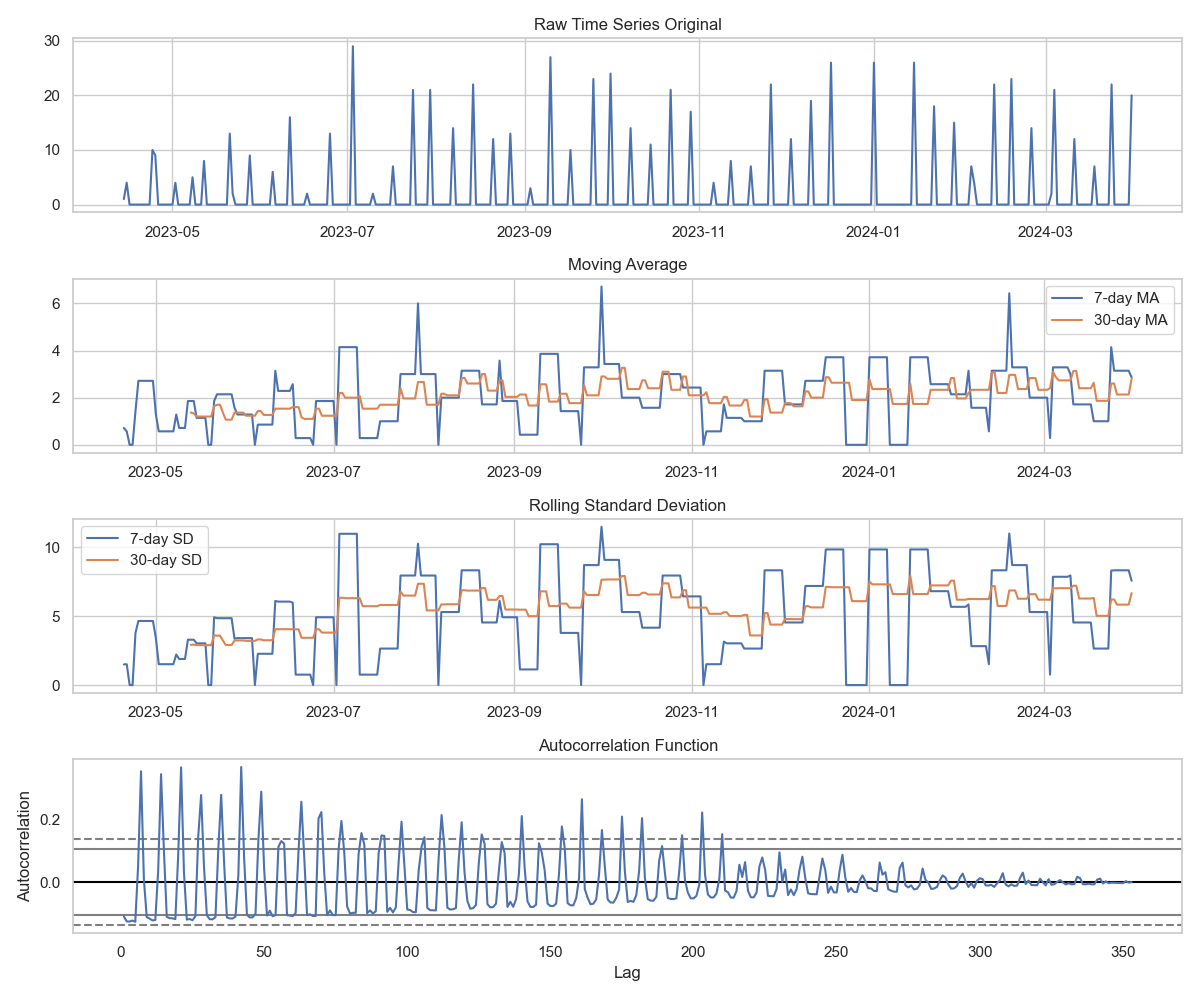 Raw Time Series Original
30
20
10
0
2023-05 2023-07 2023-09 2023-11 2024-01 2024-03
Moving Average
7-day MA
30-day MA
6
4
2
0
2023-05 2023-07 2023-09 2023-11 2024-01 2024-03
Rolling Standard Deviation
7-day SD
30-day SD
10
5
0
2023-05 2023-07 2023-09 2023-11 2024-01 2024-03
Autocorrelation Function
Autocorrelation
0.2
0.0
0 50 100 150 200 250 300 350
Lag